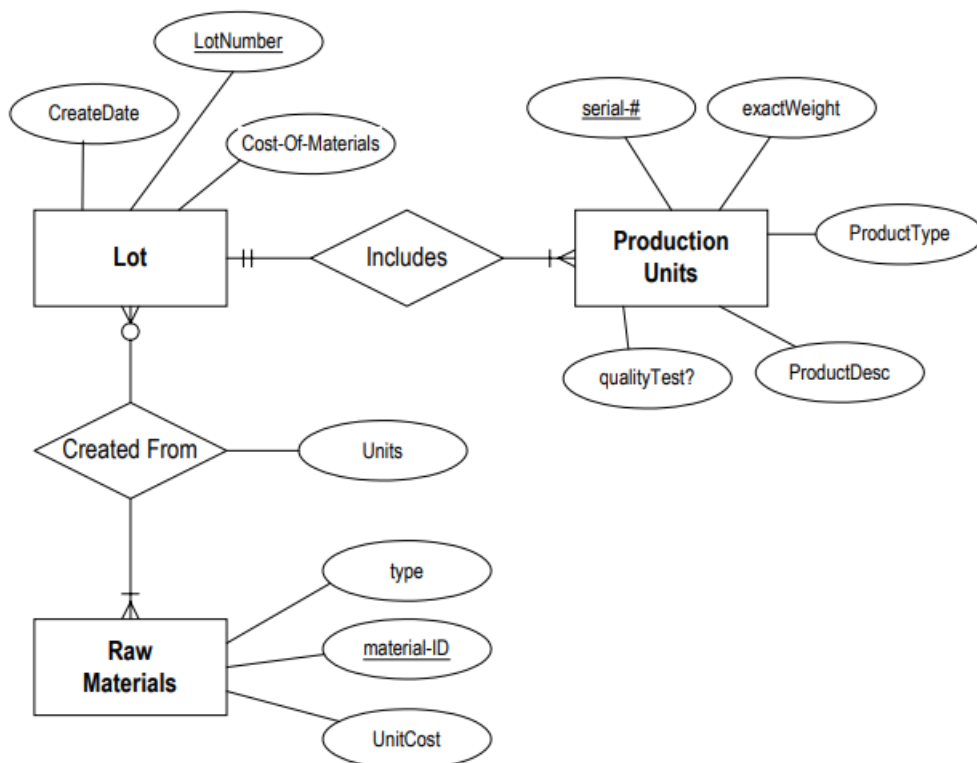 LotNumber
CreateDate
Cost-Of-Materials
serial-#
exactWeight
Lot
Includes
Production
Units
ProductType
qualityTest?
ProductDesc
Created From
Units
type
Raw
Materials
material-ID
UnitCost